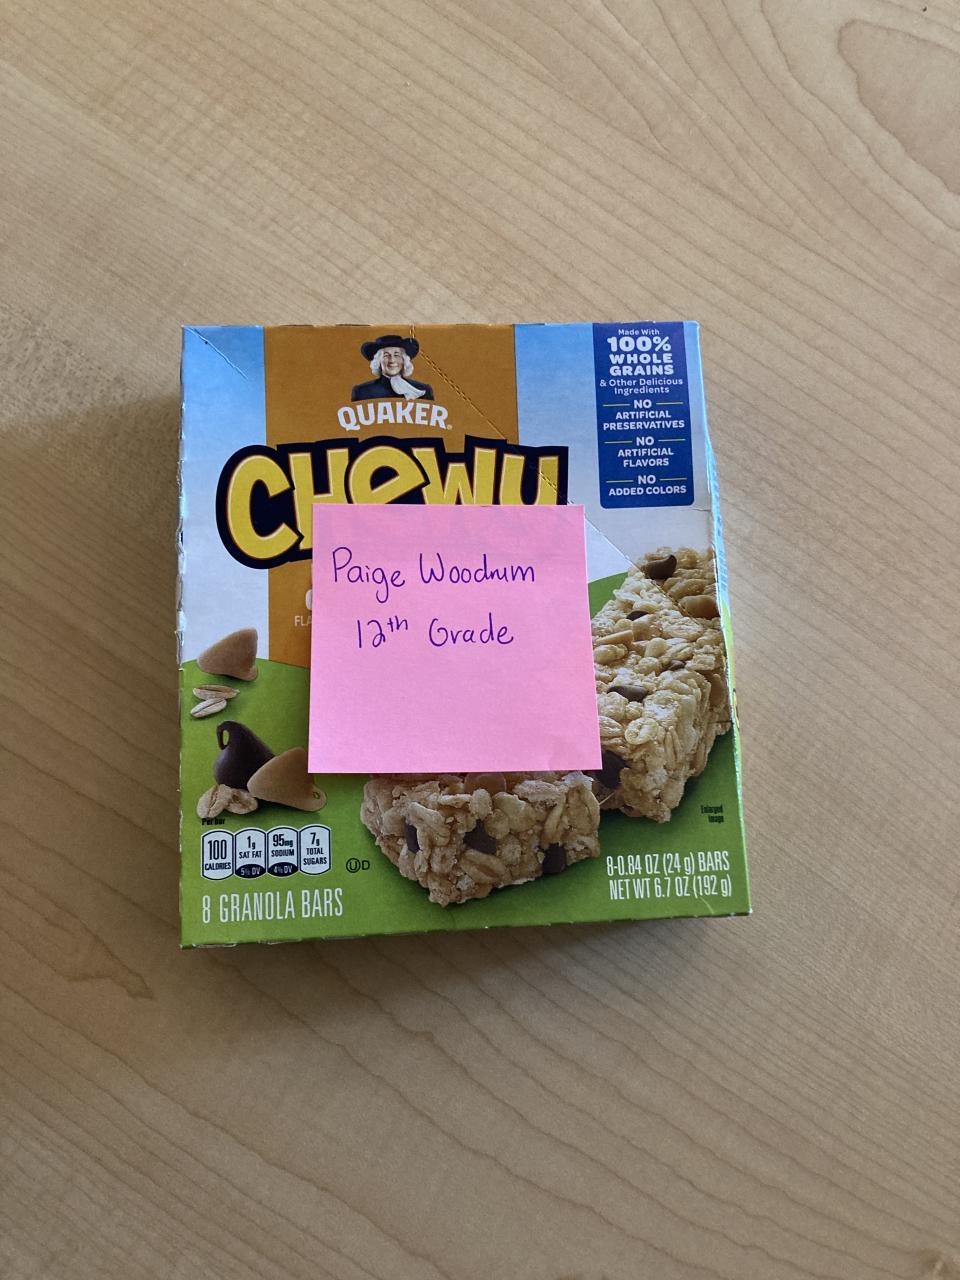 Made With
100%
WHOLE
GRAINS
& Other Delicious
Ingredients
NO
ARTIFICIAL
PRESERVATIVES
NO
ARTIFICIAL
FLAVORS
NO
ADDED COLORS
QUAKER®
CHEWY
Paige Woodrum
12th Grade
Per Bar
100
CALORIES
1g
SAT FAT
5% DV
95mg
SODIUM
4% DV
7g
TOTAL
SUGARS
U D
8 GRANOLA BARS
Enlarged
Image
8-0.84 OZ (24 g) BARS
NET WT 6.7 OZ (192 g)